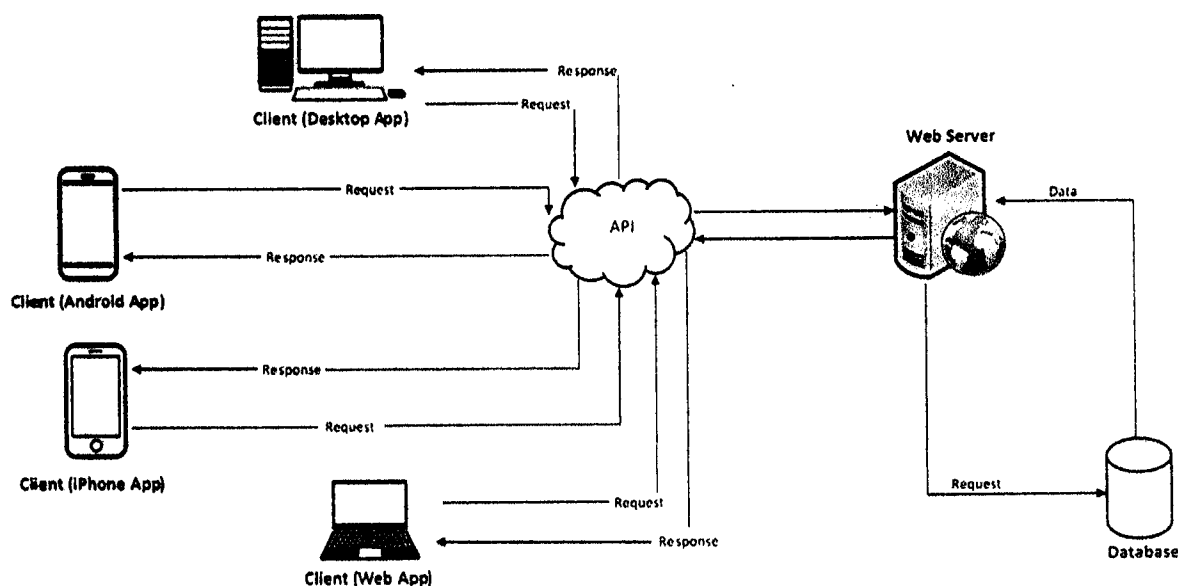 Response
Request
Client (Desktop App)
Web Server
Request
Data
API
Response
Client (Android App)
Response
Request
Client (iPhone App)
Request
Request
Response
Database
Client (Web App)